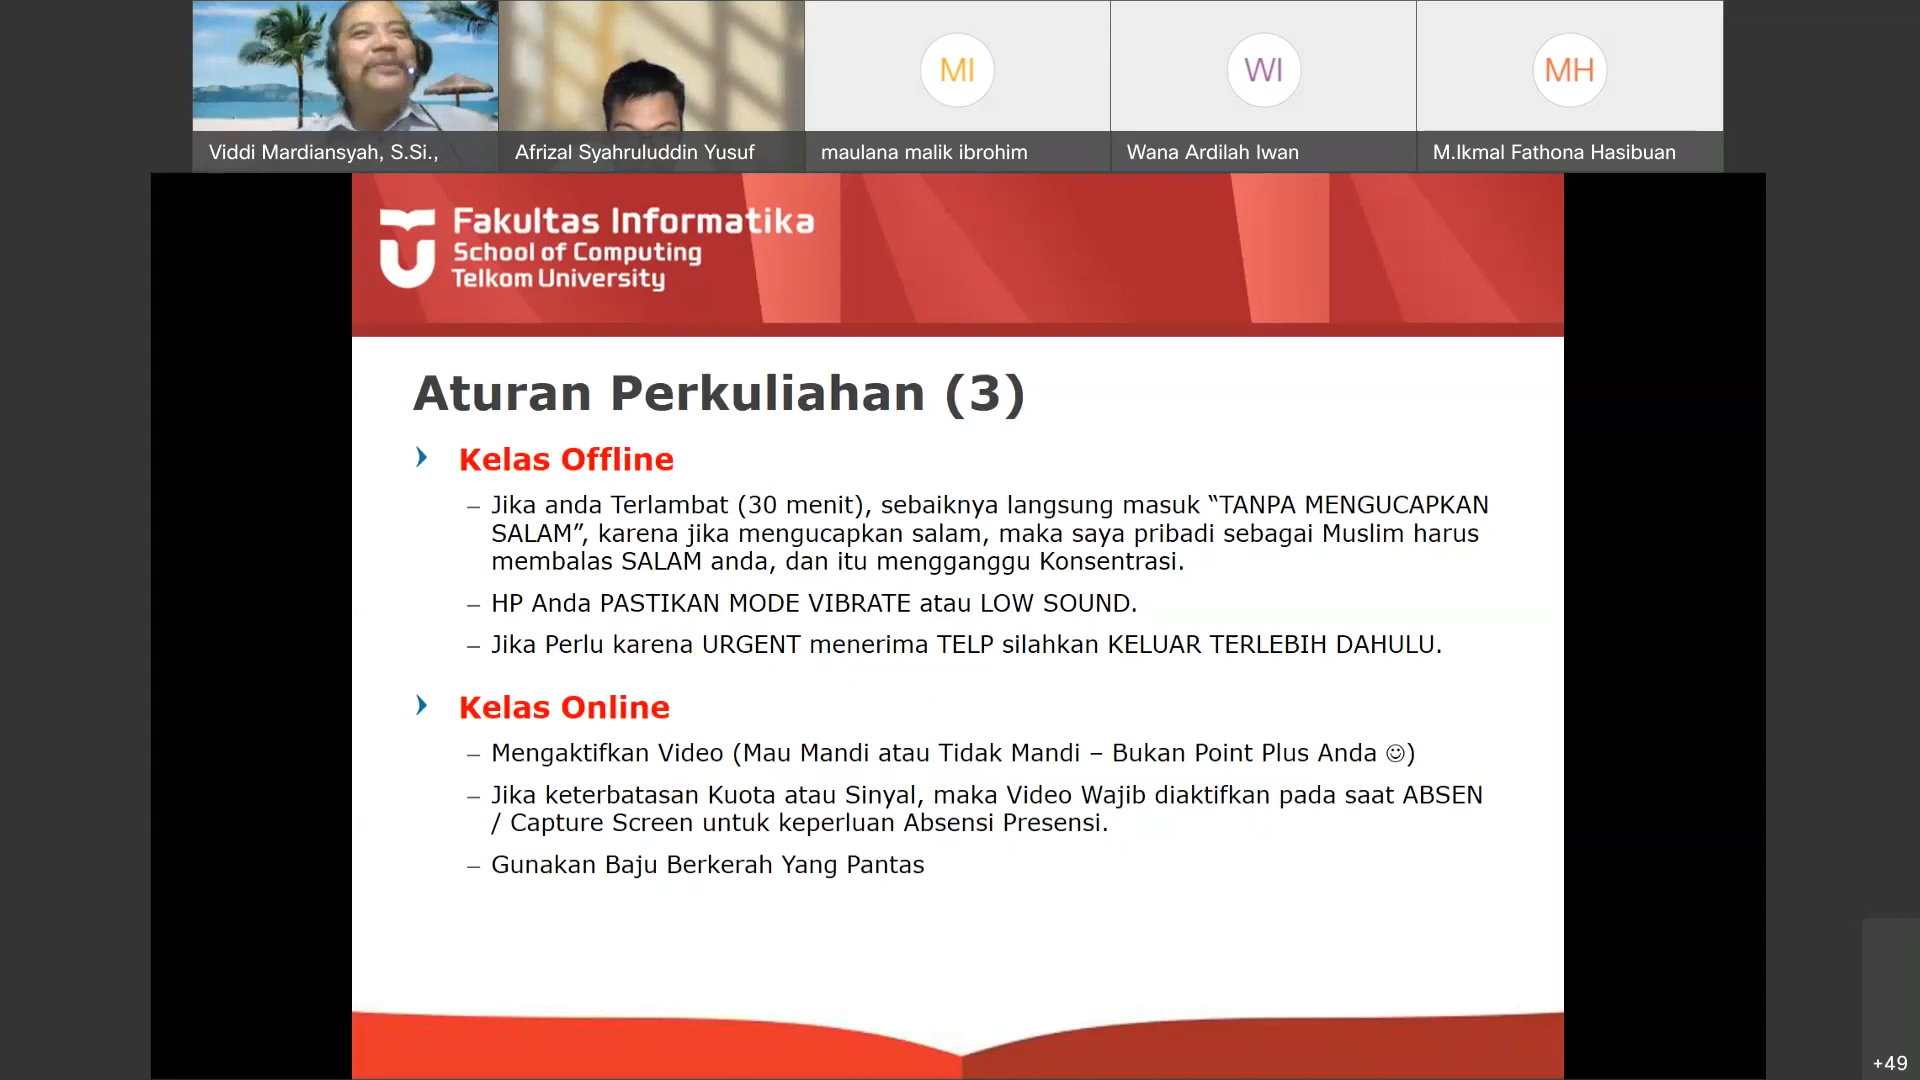 Viddi Mardiansyah, S.Si.,
Afrizal Syahruluddin Yusuf
MI
maulana malik ibrohim
WI
Wana Ardilah Iwan
MH
M.Ikmal Fathona Hasibuan
Fakultas Informatika
School of Computing
Telkom University
Aturan Perkuliahan (3)
Kelas Offline
– Jika anda Terlambat (30 menit), sebaiknya langsung masuk “TANPA MENGUCAPKAN
SALAM”, karena jika mengucapkan salam, maka saya pribadi sebagai Muslim harus
membalas SALAM anda, dan itu mengganggu Konsentrasi.
– HP Anda PASTIKAN MODE VIBRATE atau LOW SOUND.
– Jika Perlu karena URGENT menerima TELP silahkan KELUAR TERLEBIH DAHULU.
Kelas Online
– Mengaktifkan Video (Mau Mandi atau Tidak Mandi – Bukan Point Plus Anda ☺)
– Jika keterbatasan Kuota atau Sinyal, maka Video Wajib diaktifkan pada saat ABSEN
/ Capture Screen untuk keperluan Absensi Presensi.
– Gunakan Baju Berkerah Yang Pantas
+49